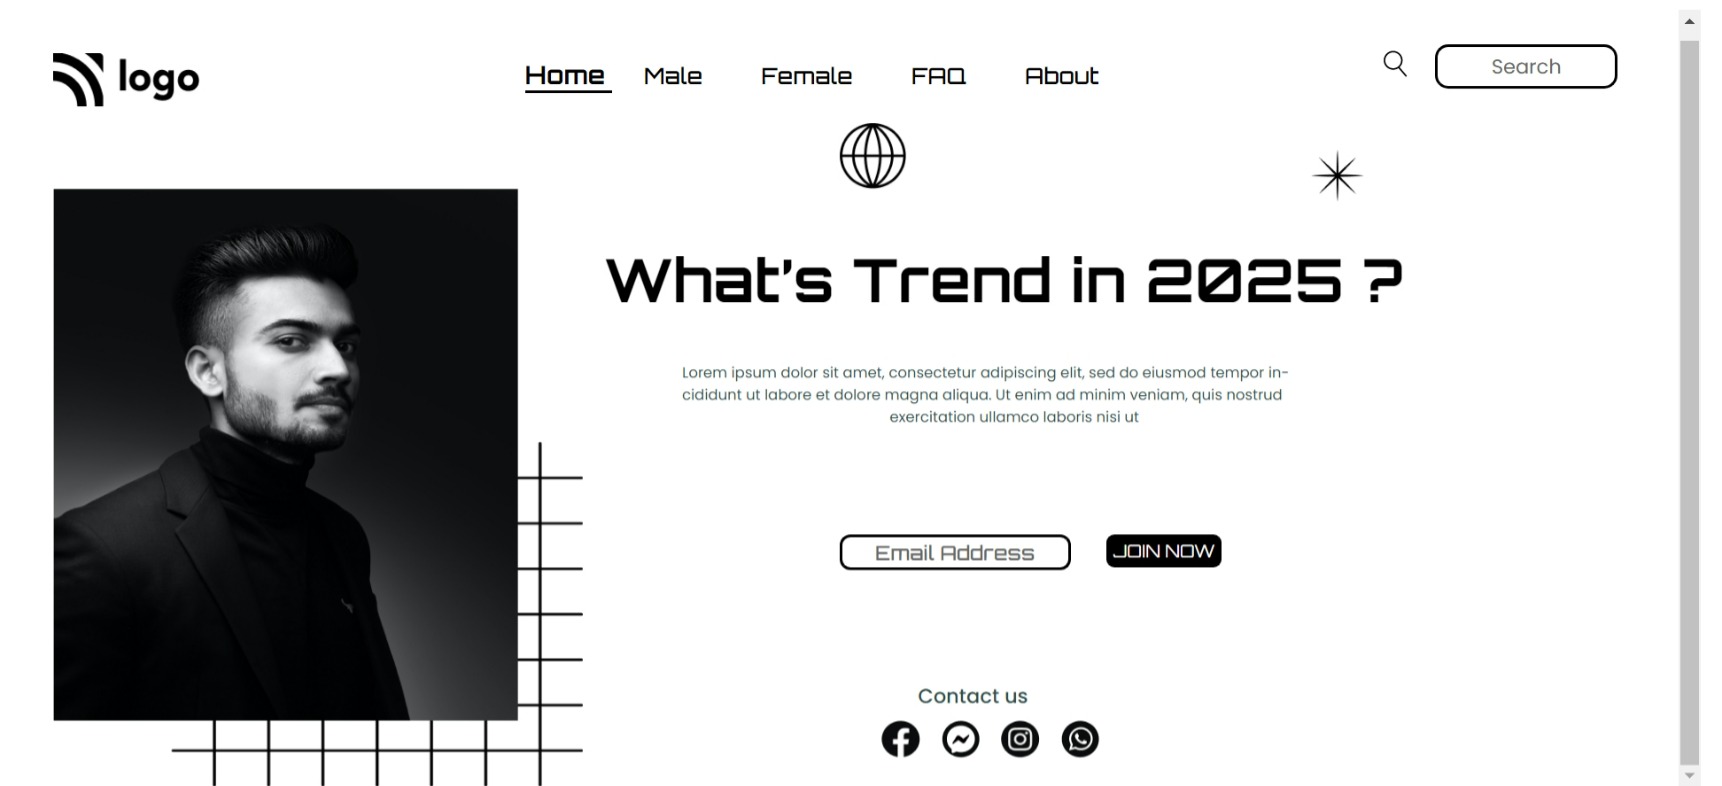 logo
Home Male Female FAQ About
Search
What's Trend in 2025 ?
Lorem ipsum dolor sit amet, consectetur adipiscing elit, sed do eiusmod tempor in-
cididunt ut labore et dolore magna aliqua. Ut enim ad minim veniam, quis nostrud
exercitation ullamco laboris nisi ut
Email Address
JOIN NOW
Contact us